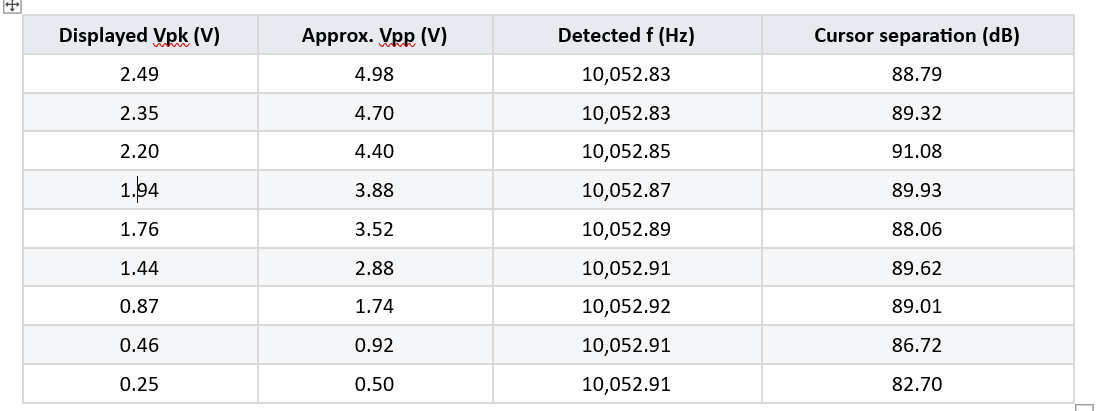 Displayed Vpk (V) Approx. Vpp (V) Detected f (Hz) Cursor separation (dB)
2.49 4.98 10,052.83 88.79
2.35 4.70 10,052.83 89.32
2.20 4.40 10,052.85 91.08
1.94 3.88 10,052.87 89.93
1.76 3.52 10,052.89 88.06
1.44 2.88 10,052.91 89.62
0.87 1.74 10,052.92 89.01
0.46 0.92 10,052.91 86.72
0.25 0.50 10,052.91 82.70